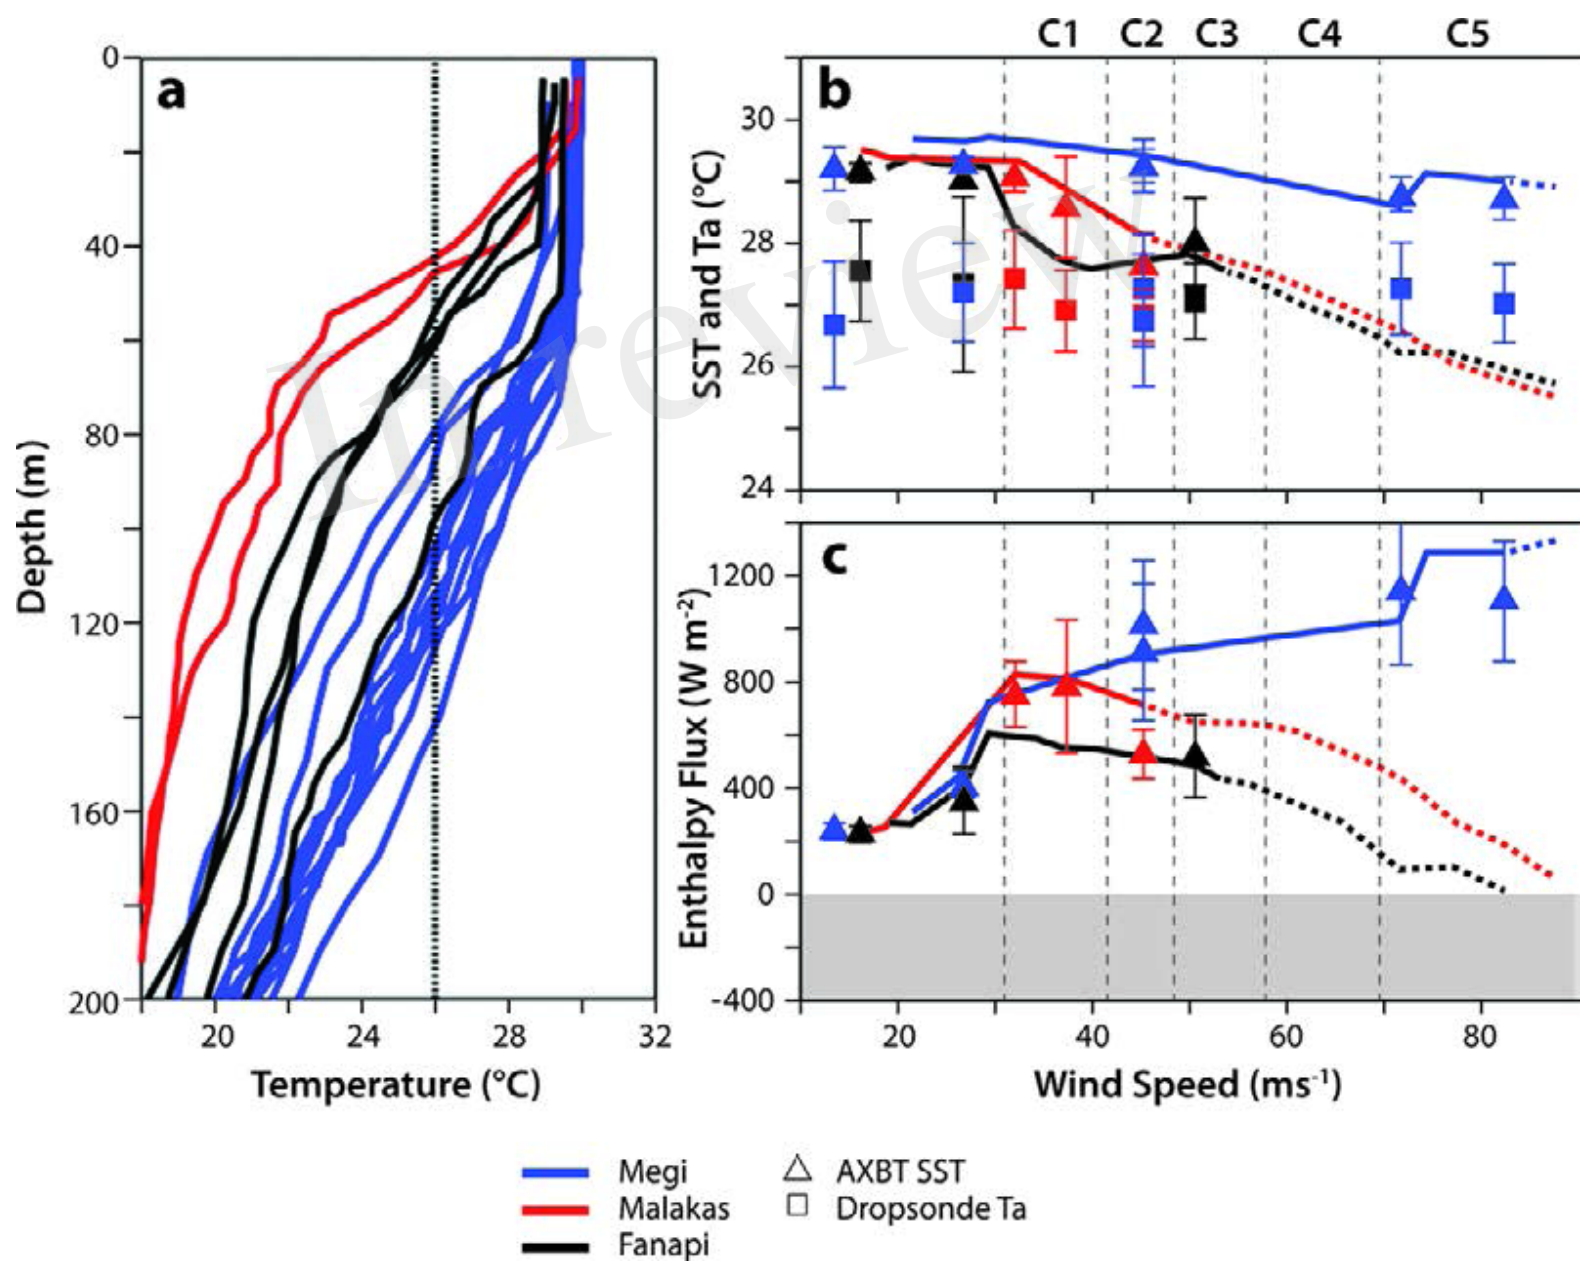 C1 C2 C3 C4 C5
a
0
40
80
120
160
200
Depth (m)
20 24 28 32
Temperature (°C)
b
30
28
26
24
SST and Ta (°C)
c
1200
800
400
0
-400
Enthalpy Flux (W m-2)
20 40 60 80
Wind Speed (ms-1)
In review
Megi
Malakas
Fanapi
AXBT SST
Dropsonde Ta